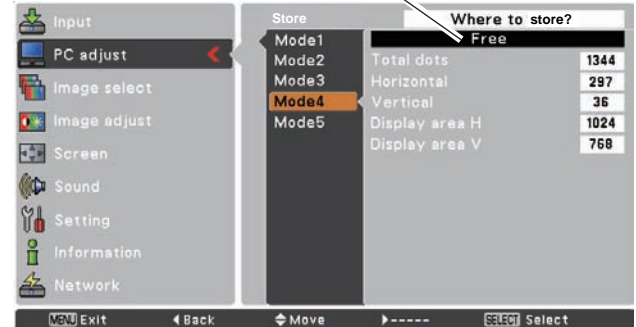 Input
PC adjust
Image select
Image adjust
Screen
Sound
Setting
Information
Network
Store
Mode1
Mode2
Mode3
Mode4
Mode5
Where to store?
Free
Total dots 1344
Horizontal 297
Vertical 36
Display area H 1024
Display area V 768
MENU Exit ◀Back Move ▶----- SELECT Select